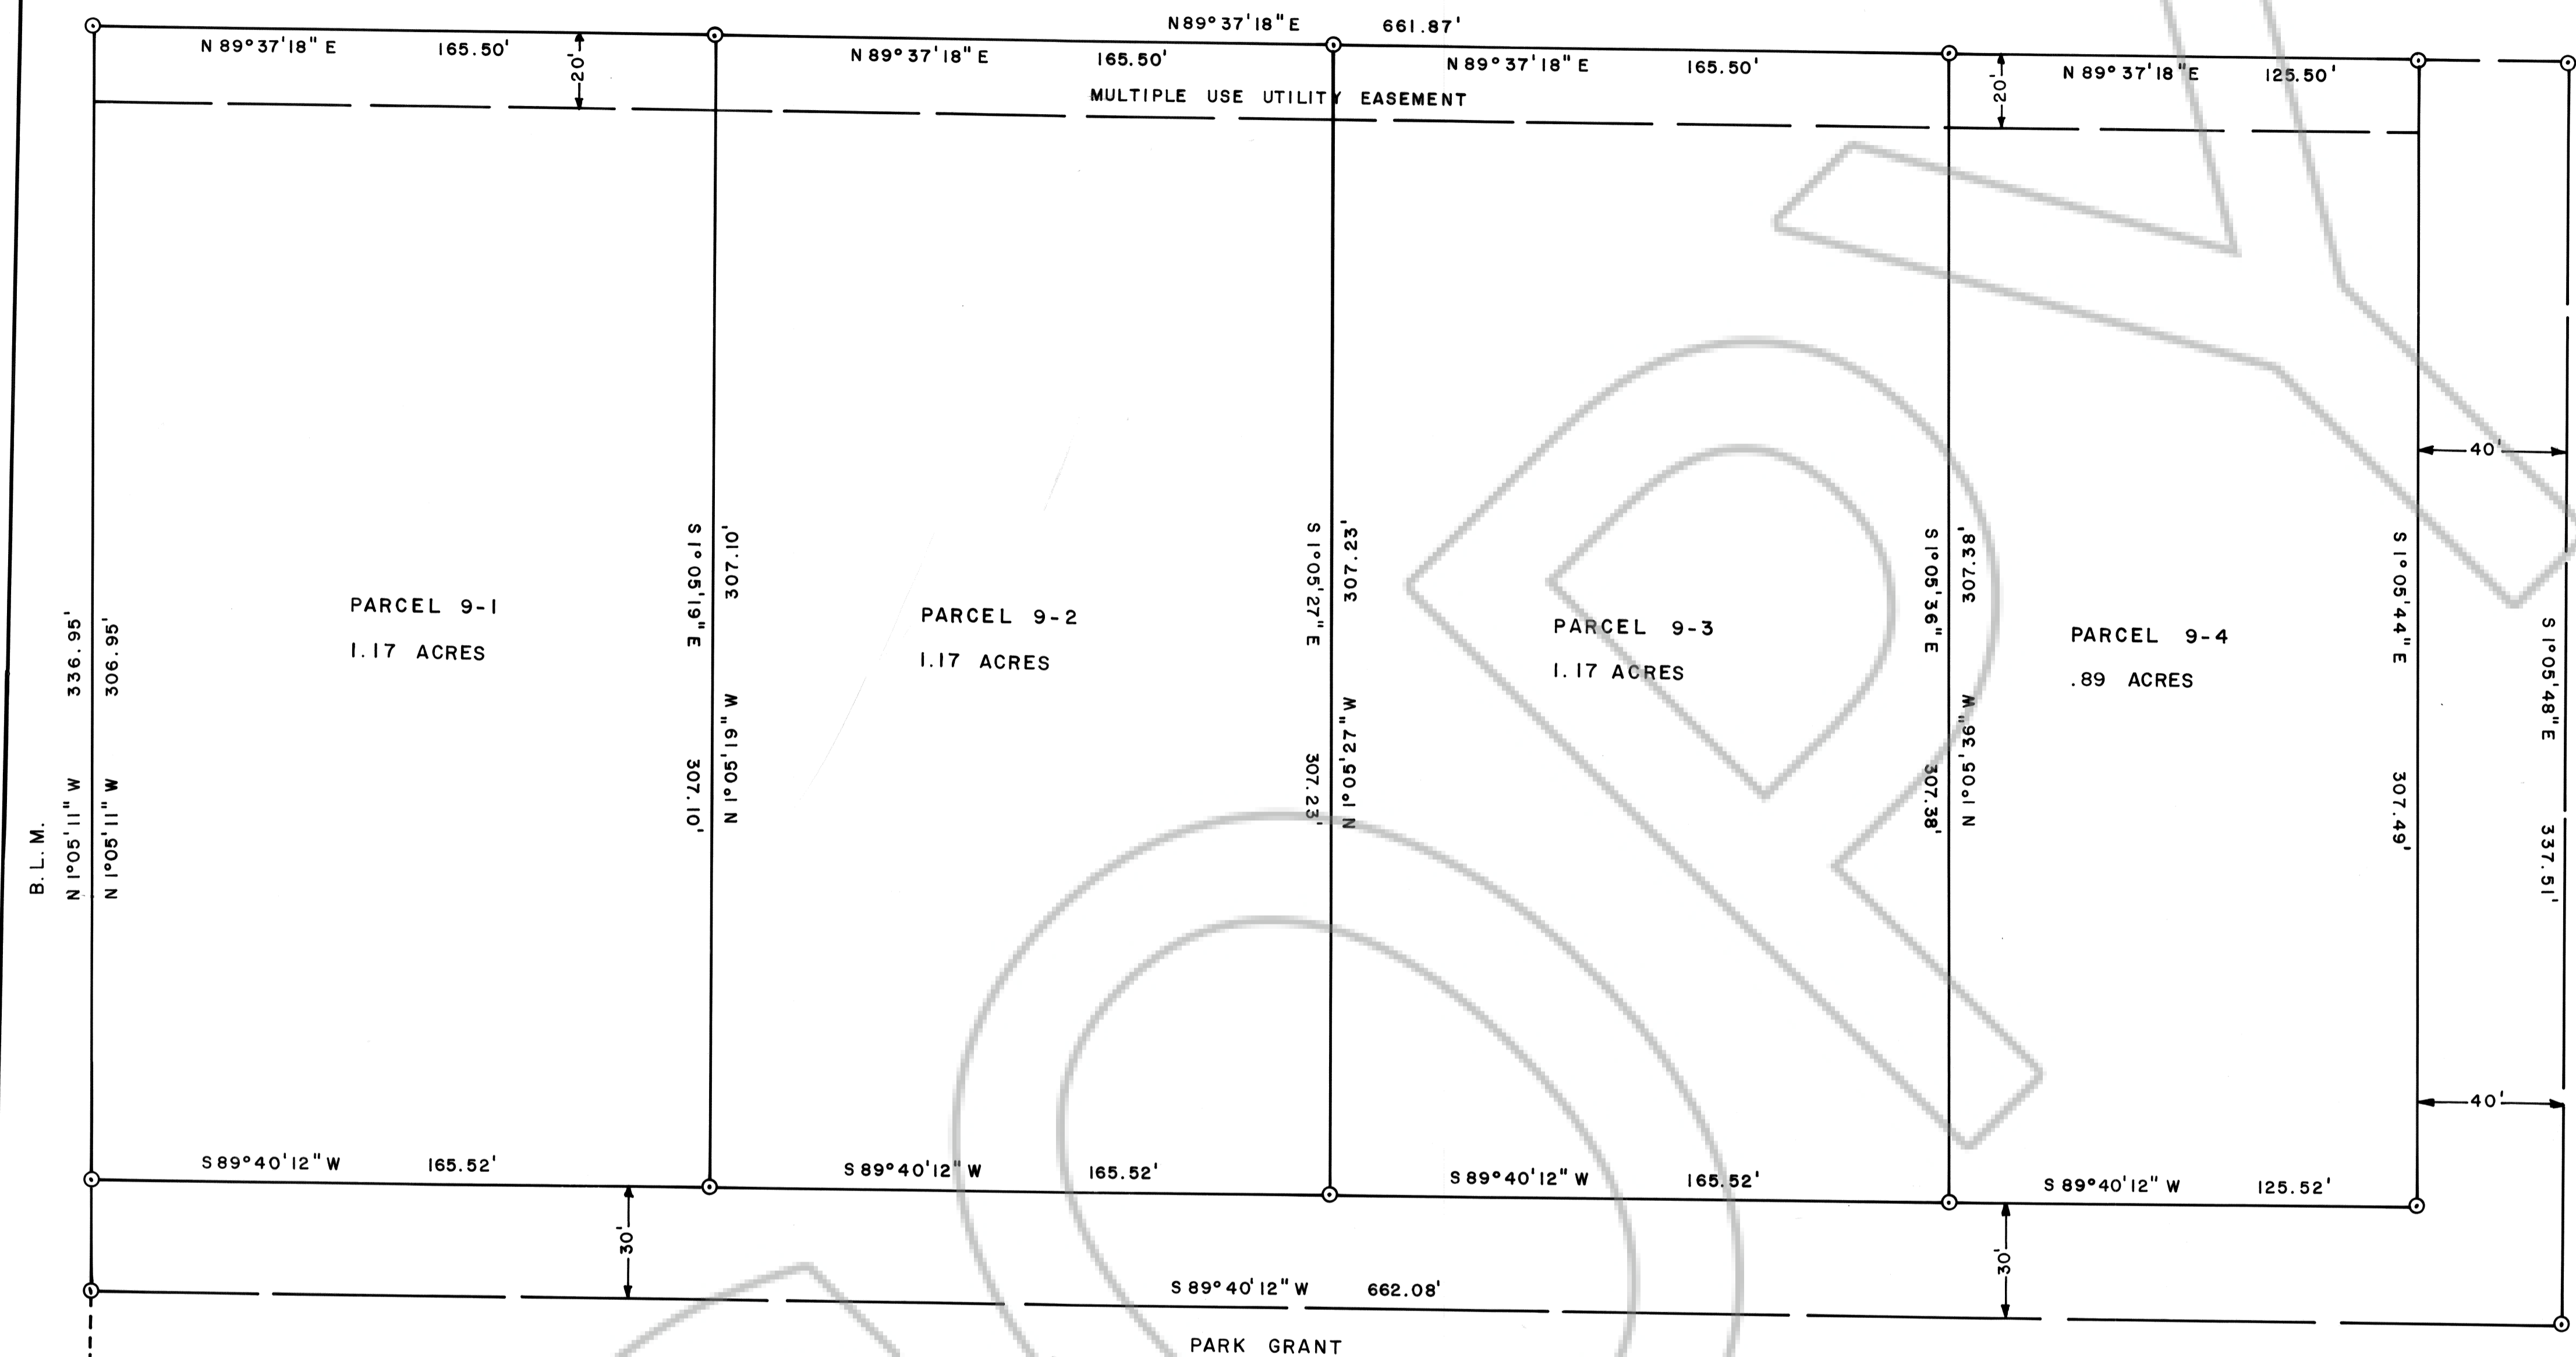 N 89° 37' 18" E 661.87'
N 89° 37' 18" E 165.50'
20'
N 89° 37' 18" E 165.50'
N 89° 37' 18" E 165.50'
20'
N 89° 37' 18" E 125.50'
MULTIPLE USE UTILITY EASEMENT
B.L.M.
N 1° 05' 11" W 336.95'
N 1° 05' 11" W 306.95'
PARCEL 9-1
1.17 ACRES
S 1° 05' 19" E 307.10'
N 1° 05' 19" W 307.10'
PARCEL 9-2
1.17 ACRES
S 1° 05' 27" E 307.23'
N 1° 05' 27" W 307.23'
PARCEL 9-3
1.17 ACRES
S 1° 05' 36" E 307.38'
N 1° 05' 36" W 307.38'
PARCEL 9-4
.89 ACRES
S 1° 05' 44" E 307.49'
40'
S 1° 05' 48" E 337.51'
40'
S 89° 40' 12" W 165.52'
S 89° 40' 12" W 165.52'
S 89° 40' 12" W 165.52'
S 89° 40' 12" W 125.52'
30'
30'
S 89° 40' 12" W 662.08'
PARK GRANT